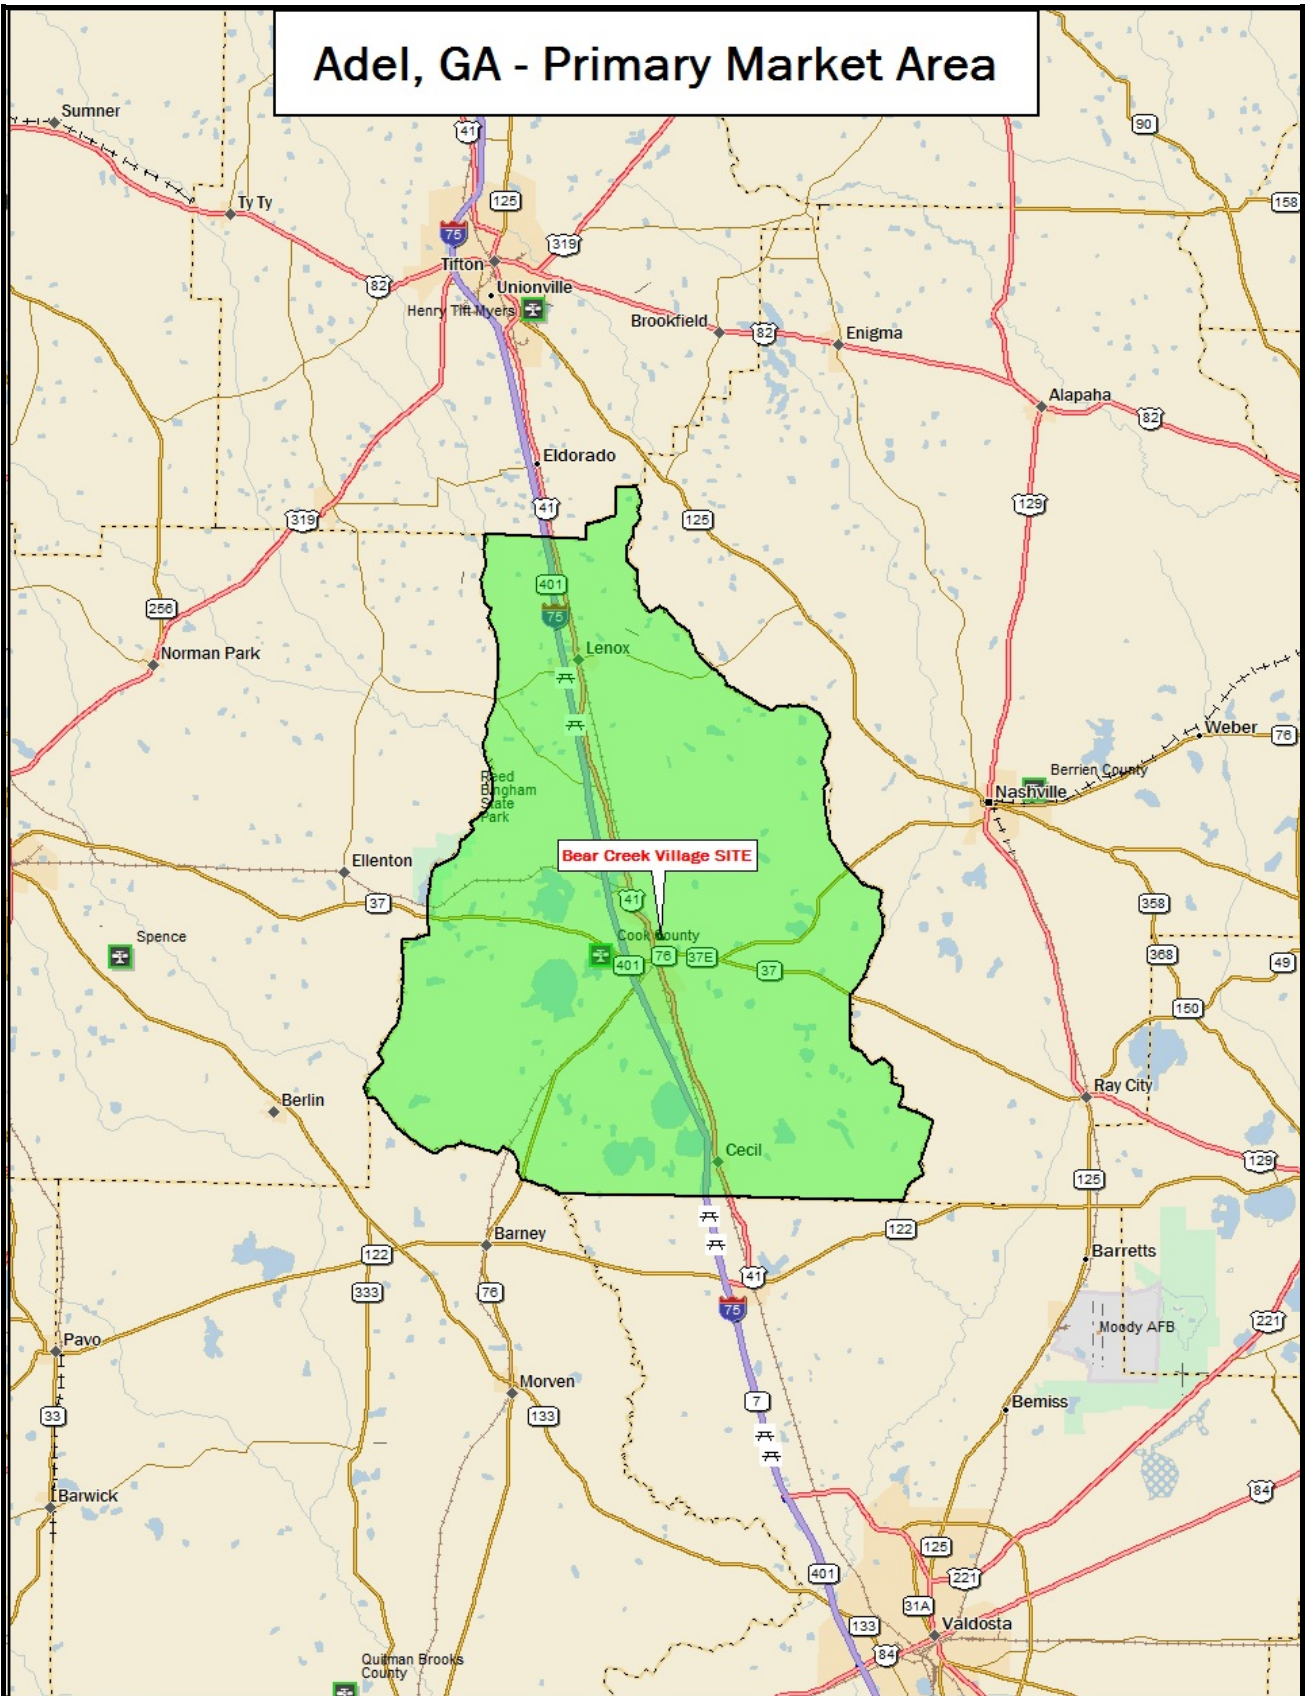 Adel, GA - Primary Market Area
Sumner
41
90
Ty Ty
125
158
75
319
Tifton
82
Unionville
Henry Tift Myers
Brookfield
82
Enigma
Alapaha
82
Eldorado
41
129
319
125
401
75
256
Lenox
Norman Park
Weber
76
Reed
Bingham
State
Park
Berrien County
Nashville
Bear Creek Village SITE
Ellenton
37
41
358
Spence
Cook County
401
76
37E
37
368
49
150
Berlin
Ray City
Cecil
129
125
122
Barney
122
Barretts
333
76
41
75
221
Moody AFB
Pavo
Morven
7
Bemiss
33
133
Barwick
84
125
401
221
31A
133
Valdosta
84
Quitman Brooks
County